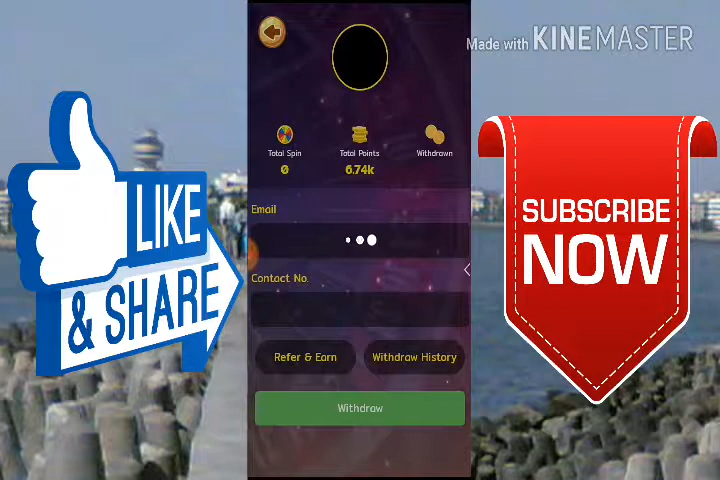 Made with KINEMASTER
Total Spin
Total Points
Withdrawn
0
6.74k
Email
Contact No.
Refer & Earn
Withdraw History
Withdraw
LIKE
& SHARE
SUBSCRIBE
NOW